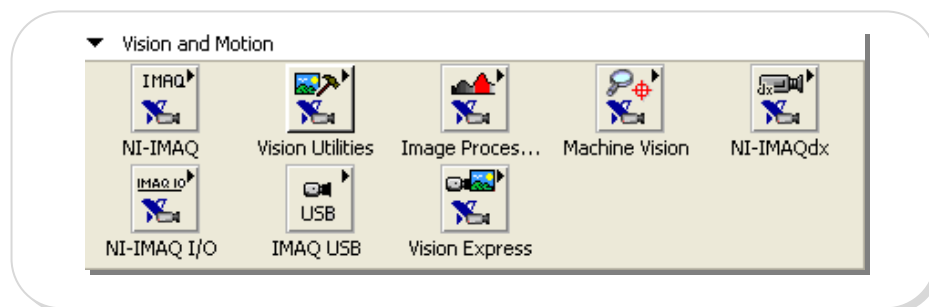 Vision and Motion
IMAQ
dx
NI-IMAQ Vision Utilities Image Proces... Machine Vision NI-IMAQdx
IMAQ IO
USB
NI-IMAQ I/O IMAQ USB Vision Express